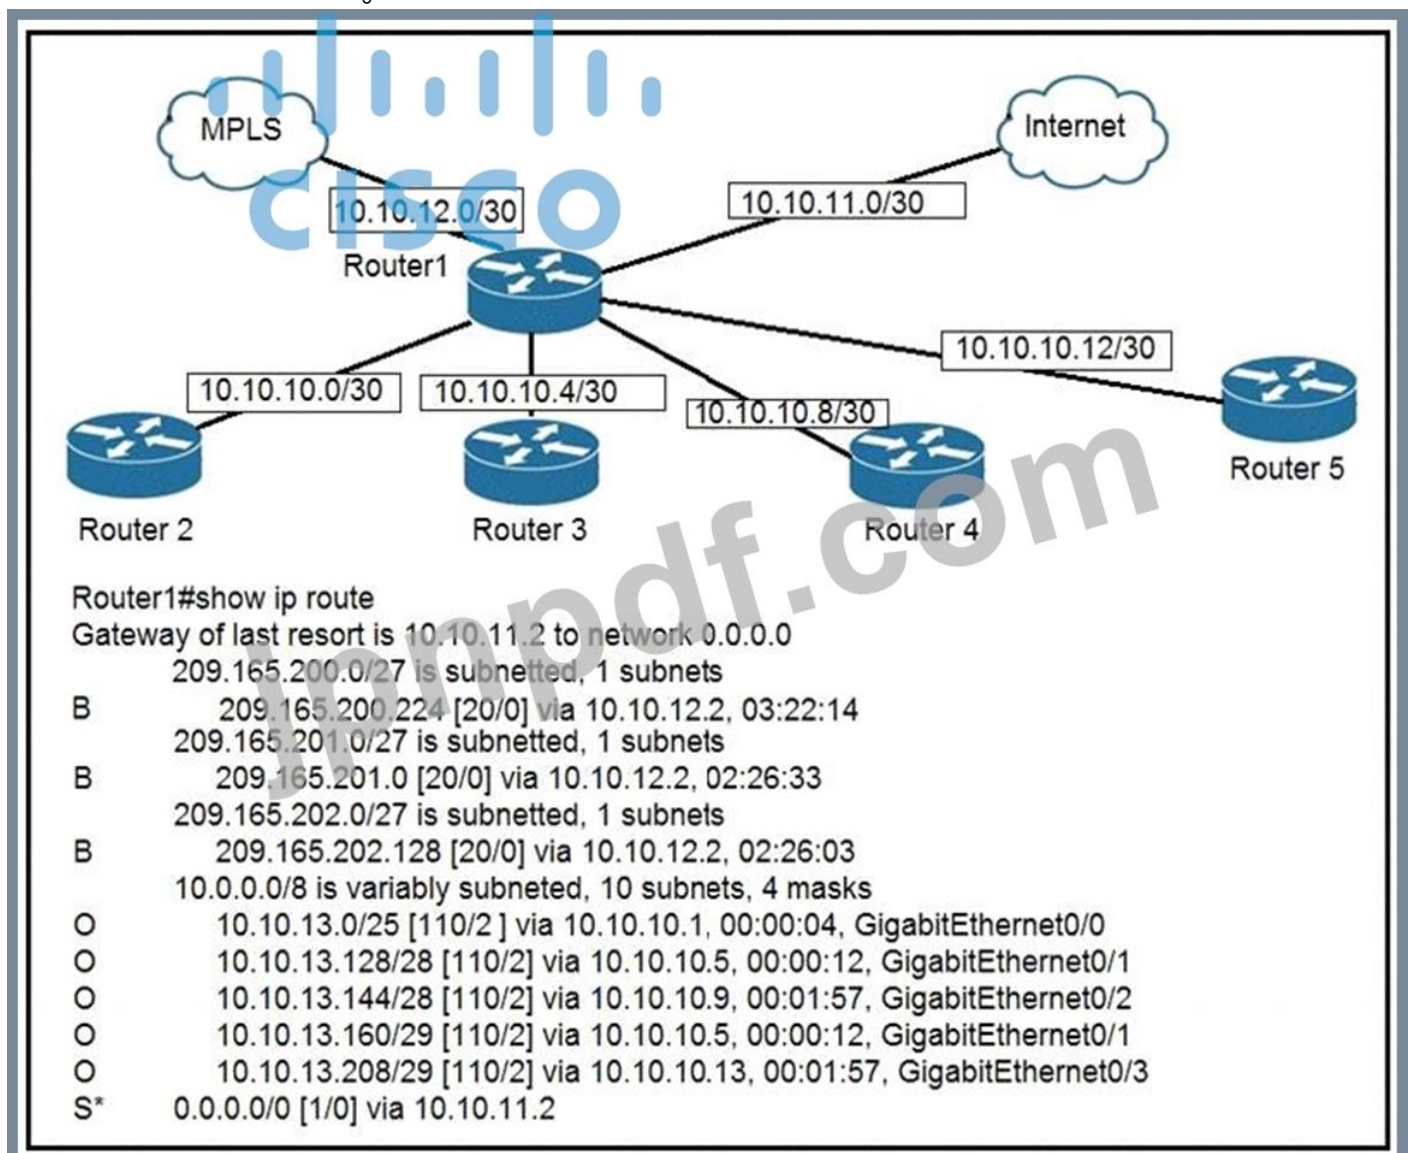 MPLS
Internet
cisco
10.10.12.0/30
10.10.11.0/30
Router1
10.10.10.12/30
10.10.10.0/30
10.10.10.4/30
10.10.10.8/30
Router 5
Router 2
Router 3
Router 4
jpnpdf.com
Router1#show ip route
Gateway of last resort is 10.10.11.2 to network 0.0.0.0
209.165.200.0/27 is subnetted, 1 subnets
B 209.165.200.224 [20/0] via 10.10.12.2, 03:22:14
209.165.201.0/27 is subnetted, 1 subnets
B 209.165.201.0 [20/0] via 10.10.12.2, 02:26:33
209.165.202.0/27 is subnetted, 1 subnets
B 209.165.202.128 [20/0] via 10.10.12.2, 02:26:03
10.0.0.0/8 is variably subneted, 10 subnets, 4 masks
O 10.10.13.0/25 [110/2 ] via 10.10.10.1, 00:00:04, GigabitEthernet0/0
O 10.10.13.128/28 [110/2] via 10.10.10.5, 00:00:12, GigabitEthernet0/1
O 10.10.13.144/28 [110/2] via 10.10.10.9, 00:01:57, GigabitEthernet0/2
O 10.10.13.160/29 [110/2] via 10.10.10.5, 00:00:12, GigabitEthernet0/1
O 10.10.13.208/29 [110/2] via 10.10.10.13, 00:01:57, GigabitEthernet0/3
S* 0.0.0.0/0 [1/0] via 10.10.11.2